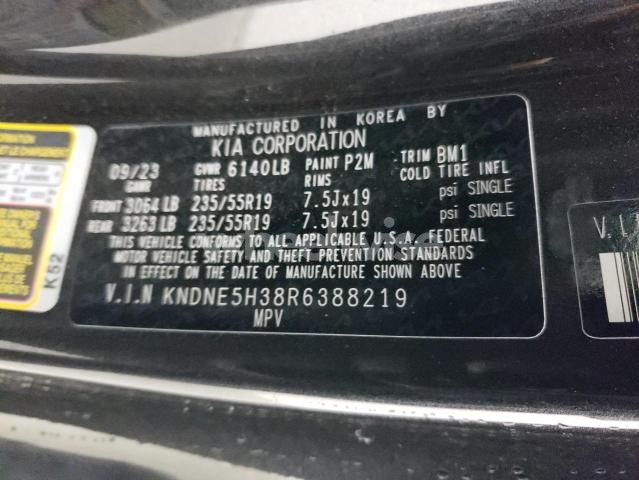 MANUFACTURED IN KOREA BY
KIA CORPORATION
09/23 GVWR 6140LB PAINT P2M TRIM BM1
GAWR TIRES RIMS COLD TIRE INFL
FRONT 3064 LB 235/55R19 7.5Jx19 psi SINGLE
REAR 3263 LB 235/55R19 7.5Jx19 psi SINGLE
THIS VEHICLE CONFORMS TO ALL APPLICABLE U.S.A. FEDERAL
MOTOR VEHICLE SAFETY AND THEFT PREVENTION STANDARDS
IN EFFECT ON THE DATE OF MANUFACTURE SHOWN ABOVE
V.I.N KNDNE5H38R6388219
MPV
K52